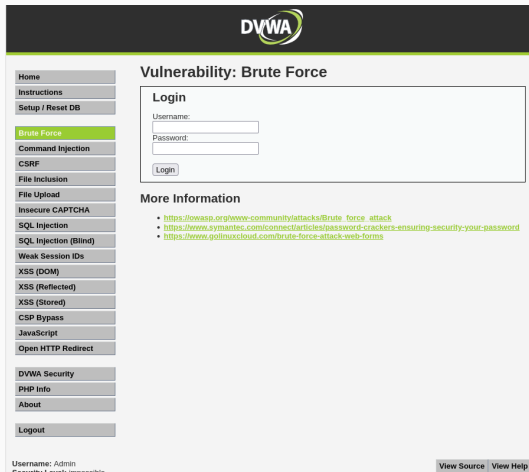 DVWA
Home
Instructions
Setup / Reset DB
Brute Force
Command Injection
CSRF
File Inclusion
File Upload
Insecure CAPTCHA
SQL Injection
SQL Injection (Blind)
Weak Session IDs
XSS (DOM)
XSS (Reflected)
XSS (Stored)
CSP Bypass
JavaScript
Open HTTP Redirect
DVWA Security
PHP Info
About
Logout
Vulnerability: Brute Force
Login
Username:
Password:
Login
More Information
https://owasp.org/www-community/attacks/Brute_force_attack
https://www.symantec.com/connect/articles/password-crackers-ensuring-security-your-password
https://www.golinuxcloud.com/brute-force-attack-web-forms
Username: Admin
Security Level: impossible
View Source View Help